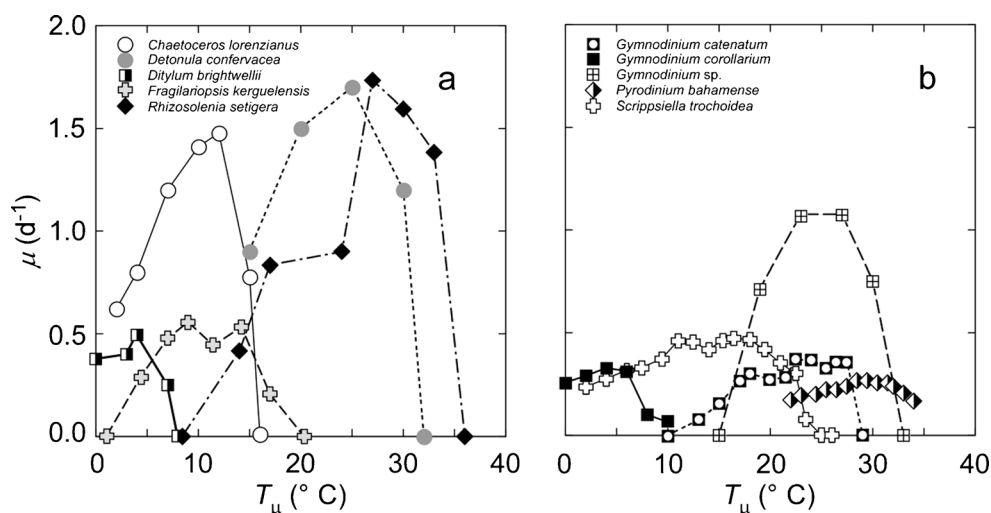 2.0
1.5
1.0
0.5
0.0
μ (d-1)
Chaetoceros lorenzianus
Detonula confervacea
Ditylum brightwellii
Fragilariopsis kerguelensis
Rhizosolenia setigera
a
0 10 20 30 40
Tμ (° C)
Gymnodinium catenatum
Gymnodinium corollarium
Gymnodinium sp.
Pyrodinium bahamense
Scrippsiella trochoidea
b
0 10 20 30 40
Tμ (° C)